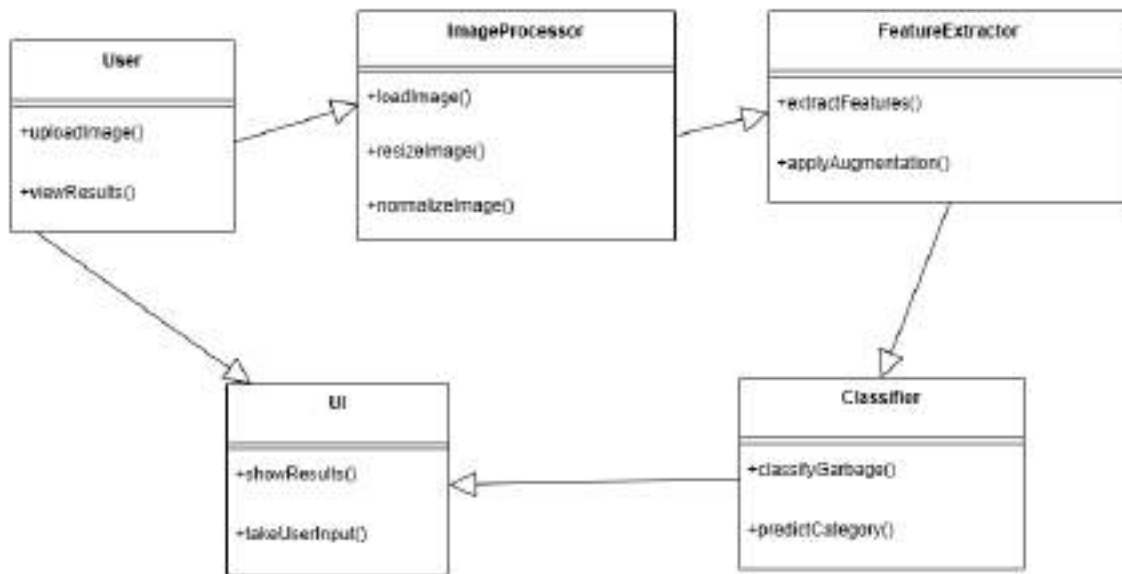 User
+uploadImage()
+viewResults()
ImageProcessor
+loadImage()
+resizeImage()
+normalizeImage()
FeatureExtractor
+extractFeatures()
+applyAugmentation()
UI
+showResults()
+takeUserInput()
Classifier
+classifyGarbage()
+predictCategory()